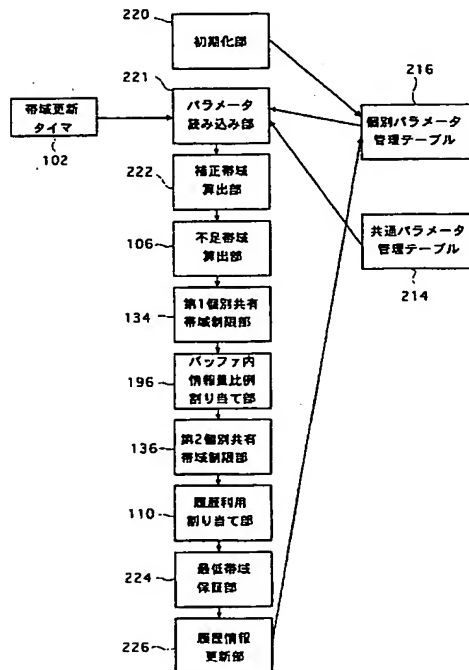 220
初期化部
216
221
帯域更新
タイマ
102
パラメータ
読み込み部
個別パラメータ
管理テーブル
222
補正帯域
算出部
106
不足帯域
算出部
共通パラメータ
管理テーブル
214
134
第1個別共有
帯域制限部
196
バッファ内
情報量比例
割り当て部
136
第2個別共有
帯域制限部
110
履歴利用
割り当て部
224
最低帯域
保証部
226
履歴情報
更新部